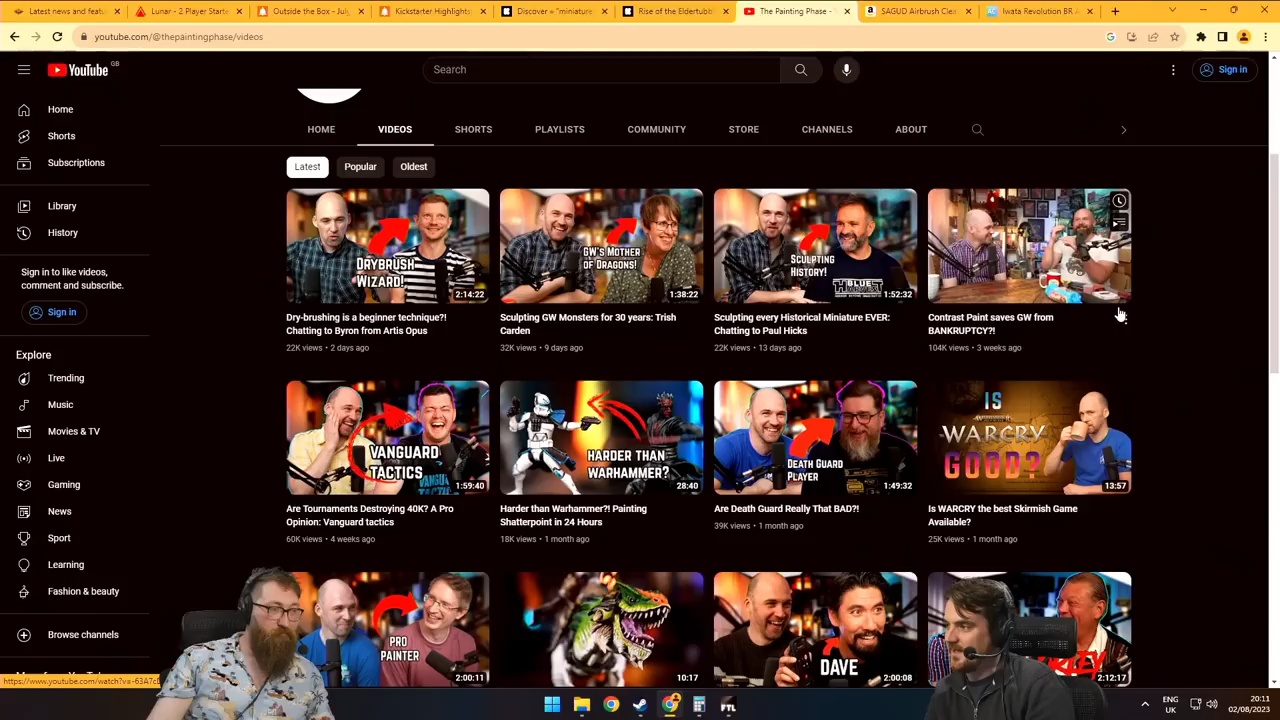 Latest news and featu
Lunar - 2 Player Starte
Outside the Box - July
Kickstarter Highlights:
Discover » "miniature
Rise of the Eldertubb
The Painting Phase - Y
SAGUD Airbrush Clea
Iwata Revolution BR A
youtube.com/@thepaintingphase/videos
YouTube GB
Search
Sign in
Home
Shorts
Subscriptions
Library
History
Sign in to like videos,
comment and subscribe.
Sign in
Explore
Trending
Music
Movies & TV
Live
Gaming
News
Sport
Learning
Fashion & beauty
Browse channels
HOME VIDEOS SHORTS PLAYLISTS COMMUNITY STORE CHANNELS ABOUT
Latest Popular Oldest
DRYBRUSH
WIZARD!
2:14:22
GW'S MOTHER
OF DRAGONS!
1:38:22
SCULPTING
HISTORY!
1:52:32
Dry-brushing is a beginner technique?!
Chatting to Byron from Artis Opus
22K views • 2 days ago
Sculpting GW Monsters for 30 years: Trish
Carden
32K views • 9 days ago
Sculpting every Historical Miniature EVER:
Chatting to Paul Hicks
22K views • 13 days ago
Contrast Paint saves GW from
BANKRUPTCY?!
104K views • 3 weeks ago
VANGUARD
TACTICS
1:59:40
HARDER THAN
WARHAMMER?
28:40
DEATH GUARD
PLAYER
1:49:32
IS
WARCRY
GOOD?
13:57
Are Tournaments Destroying 40K? A Pro
Opinion: Vanguard tactics
60K views • 4 weeks ago
Harder than Warhammer?! Painting
Shatterpoint in 24 Hours
18K views • 1 month ago
Are Death Guard Really That BAD?!
39K views • 1 month ago
Is WARCRY the best Skirmish Game
Available?
25K views • 1 month ago
PRO
PAINTER
2:00:11
10:17
DAVE
2:00:08
2:12:17
ENG
UK
20:11
02/08/2023